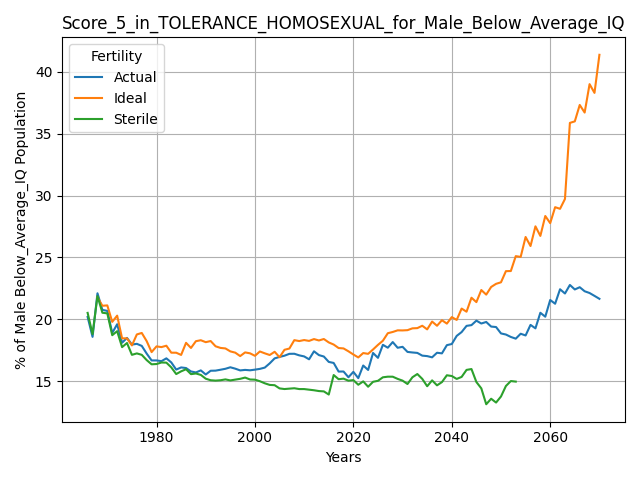 Score_5_in_TOLERANCE_HOMOSEXUAL_for_Male_Below_Average_IQ
Fertility
Actual
Ideal
Sterile
% of Male Below_Average_IQ Population
40
35
30
25
20
15
1980
2000
2020
2040
2060
Years